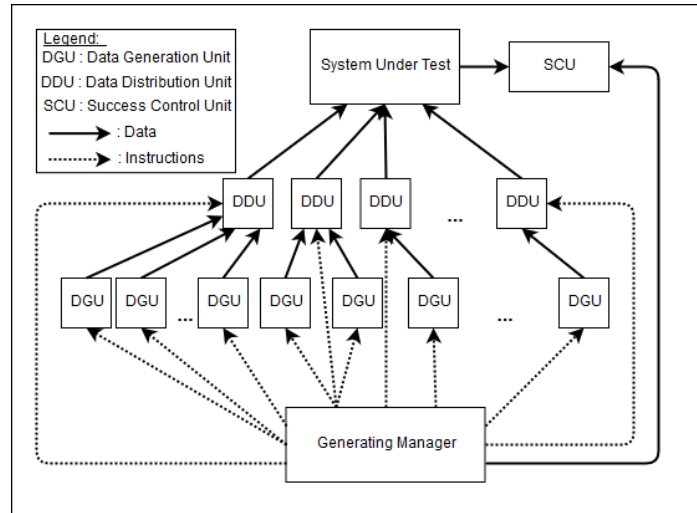 Legend:
DGU : Data Generation Unit
DDU : Data Distribution Unit
SCU : Success Control Unit
: Data
: Instructions
System Under Test
SCU
DDU
DDU
DDU
...
DDU
DGU
DGU
...
DGU
DGU
DGU
DGU
...
DGU
Generating Manager